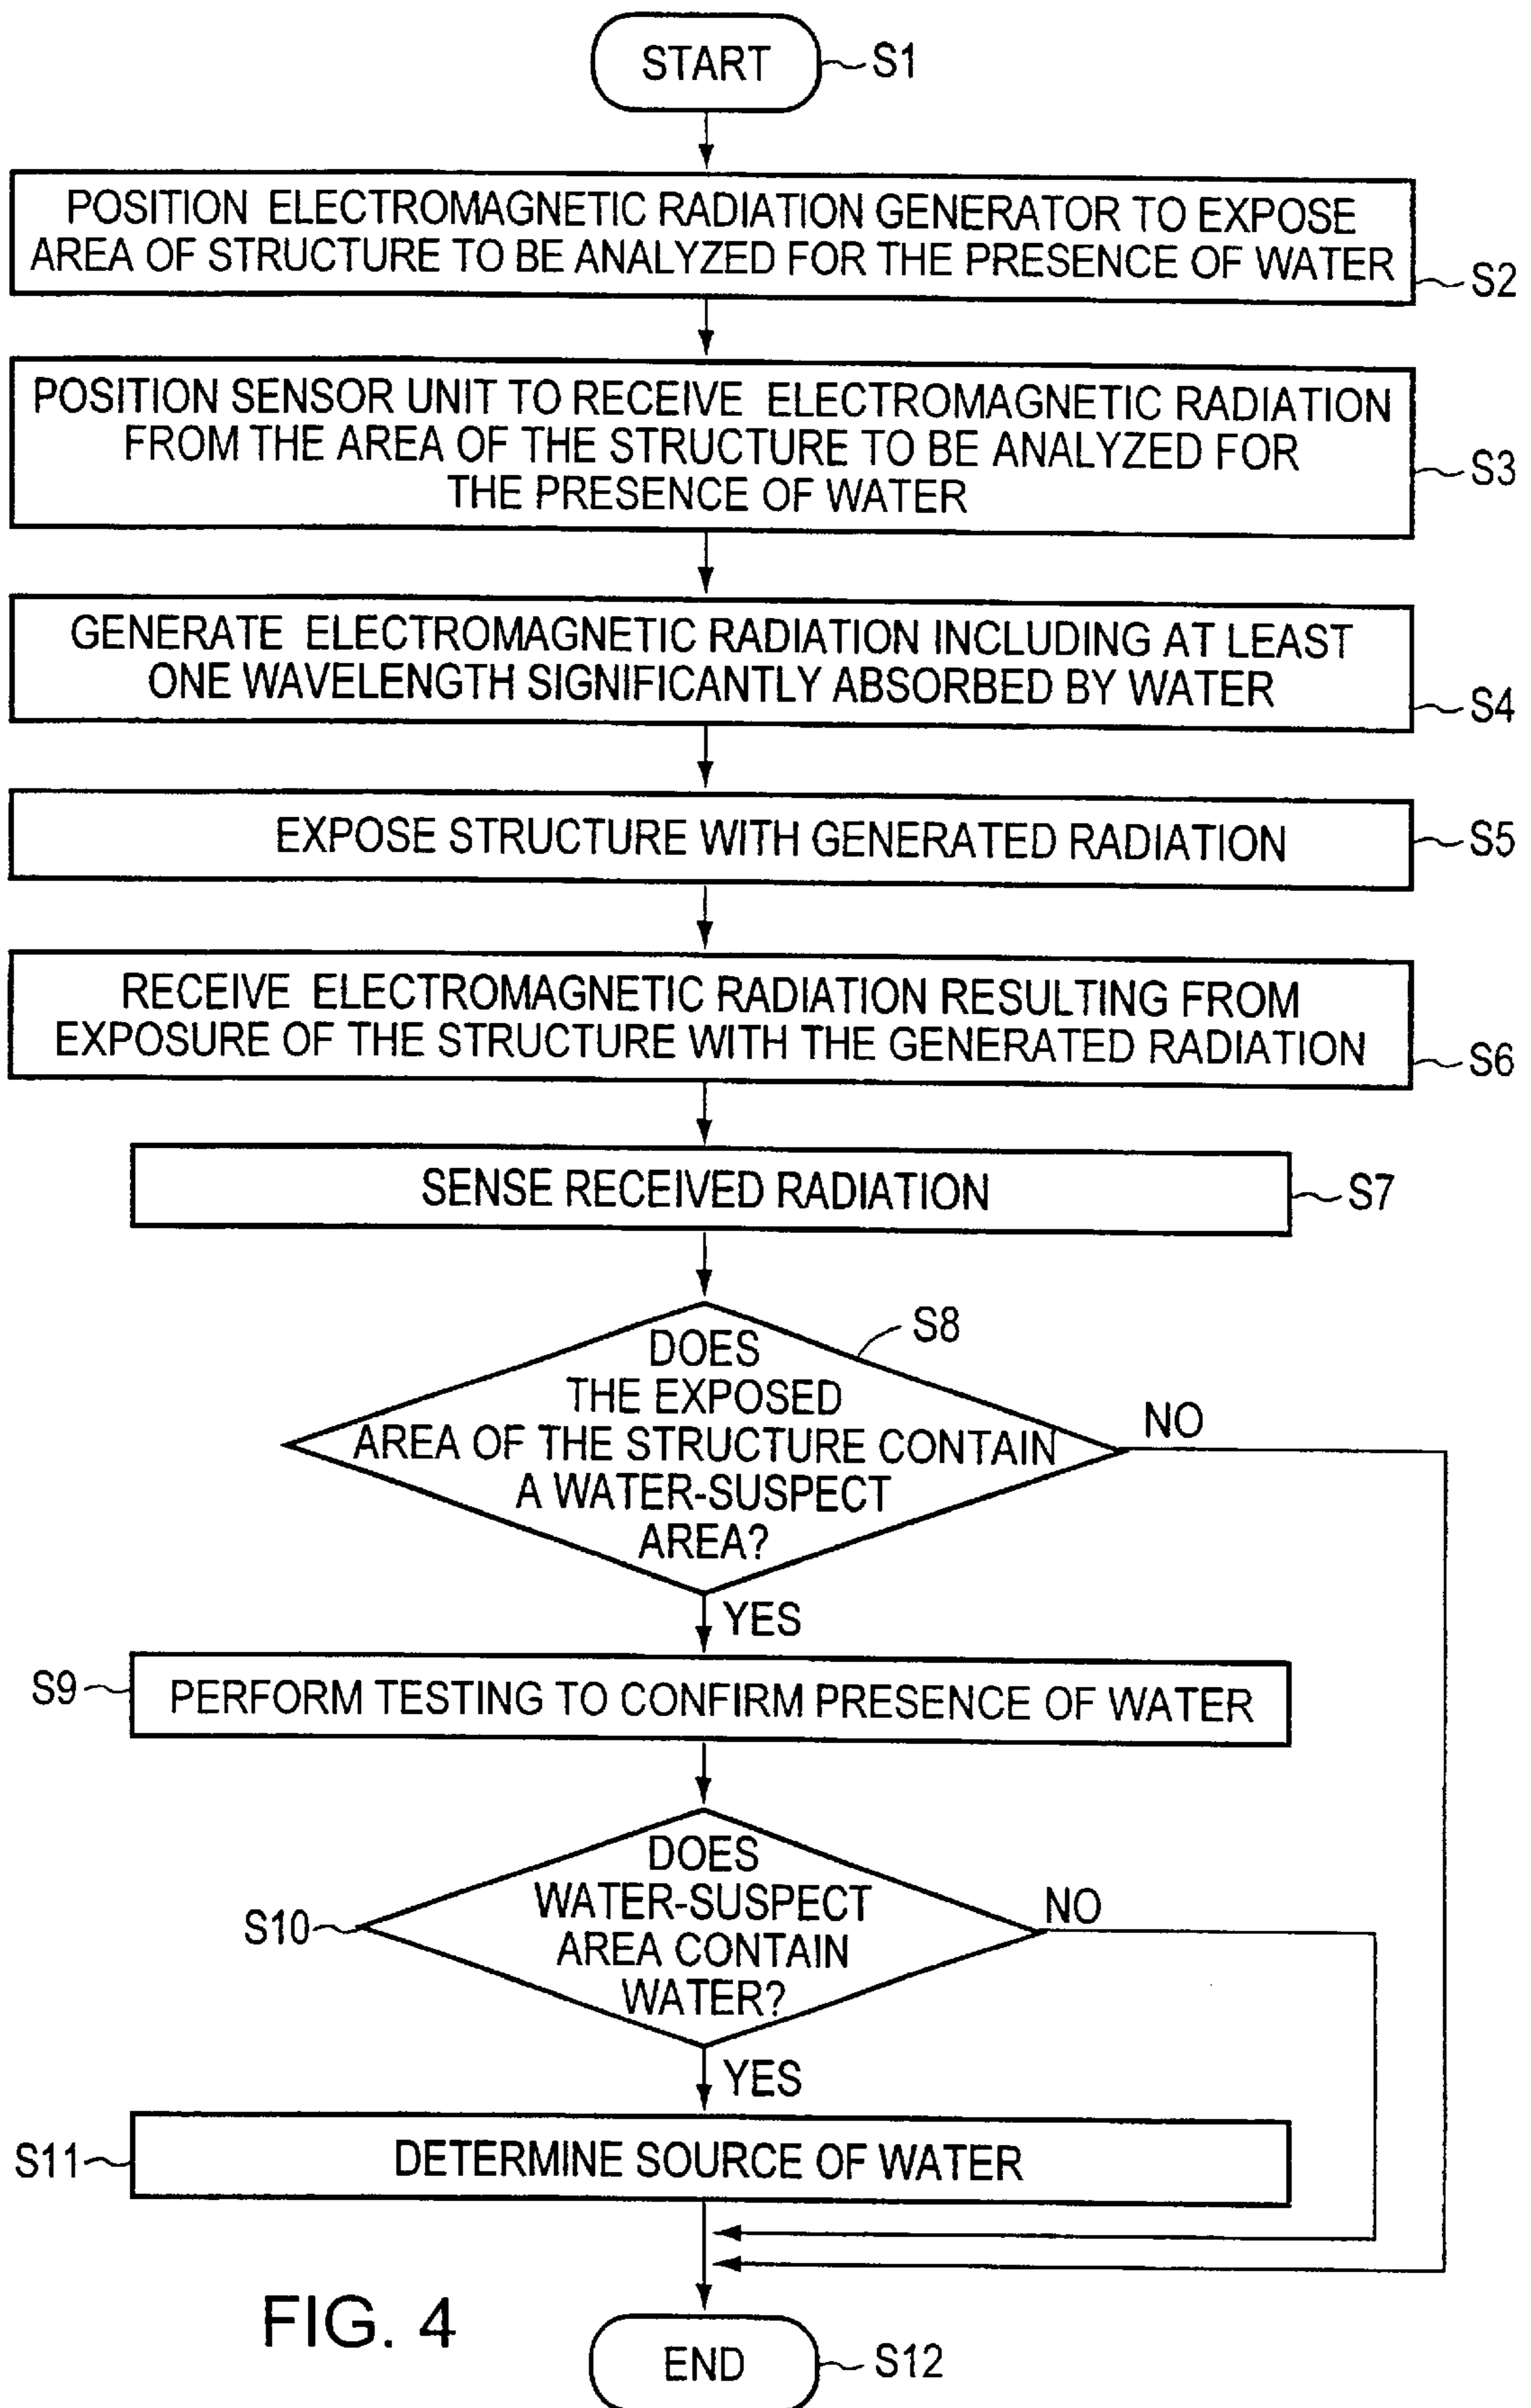 START
S1
POSITION ELECTROMAGNETIC RADIATION GENERATOR TO EXPOSE
AREA OF STRUCTURE TO BE ANALYZED FOR THE PRESENCE OF WATER
S2
POSITION SENSOR UNIT TO RECEIVE ELECTROMAGNETIC RADIATION
FROM THE AREA OF THE STRUCTURE TO BE ANALYZED FOR
THE PRESENCE OF WATER
S3
GENERATE ELECTROMAGNETIC RADIATION INCLUDING AT LEAST
ONE WAVELENGTH SIGNIFICANTLY ABSORBED BY WATER
S4
EXPOSE STRUCTURE WITH GENERATED RADIATION
S5
RECEIVE ELECTROMAGNETIC RADIATION RESULTING FROM
EXPOSURE OF THE STRUCTURE WITH THE GENERATED RADIATION
S6
SENSE RECEIVED RADIATION
S7
S8
DOES
THE EXPOSED
AREA OF THE STRUCTURE CONTAIN
A WATER-SUSPECT
AREA?
NO
YES
S9
PERFORM TESTING TO CONFIRM PRESENCE OF WATER
DOES
WATER-SUSPECT
AREA CONTAIN
WATER?
S10
NO
YES
S11
DETERMINE SOURCE OF WATER
FIG. 4
END
S12